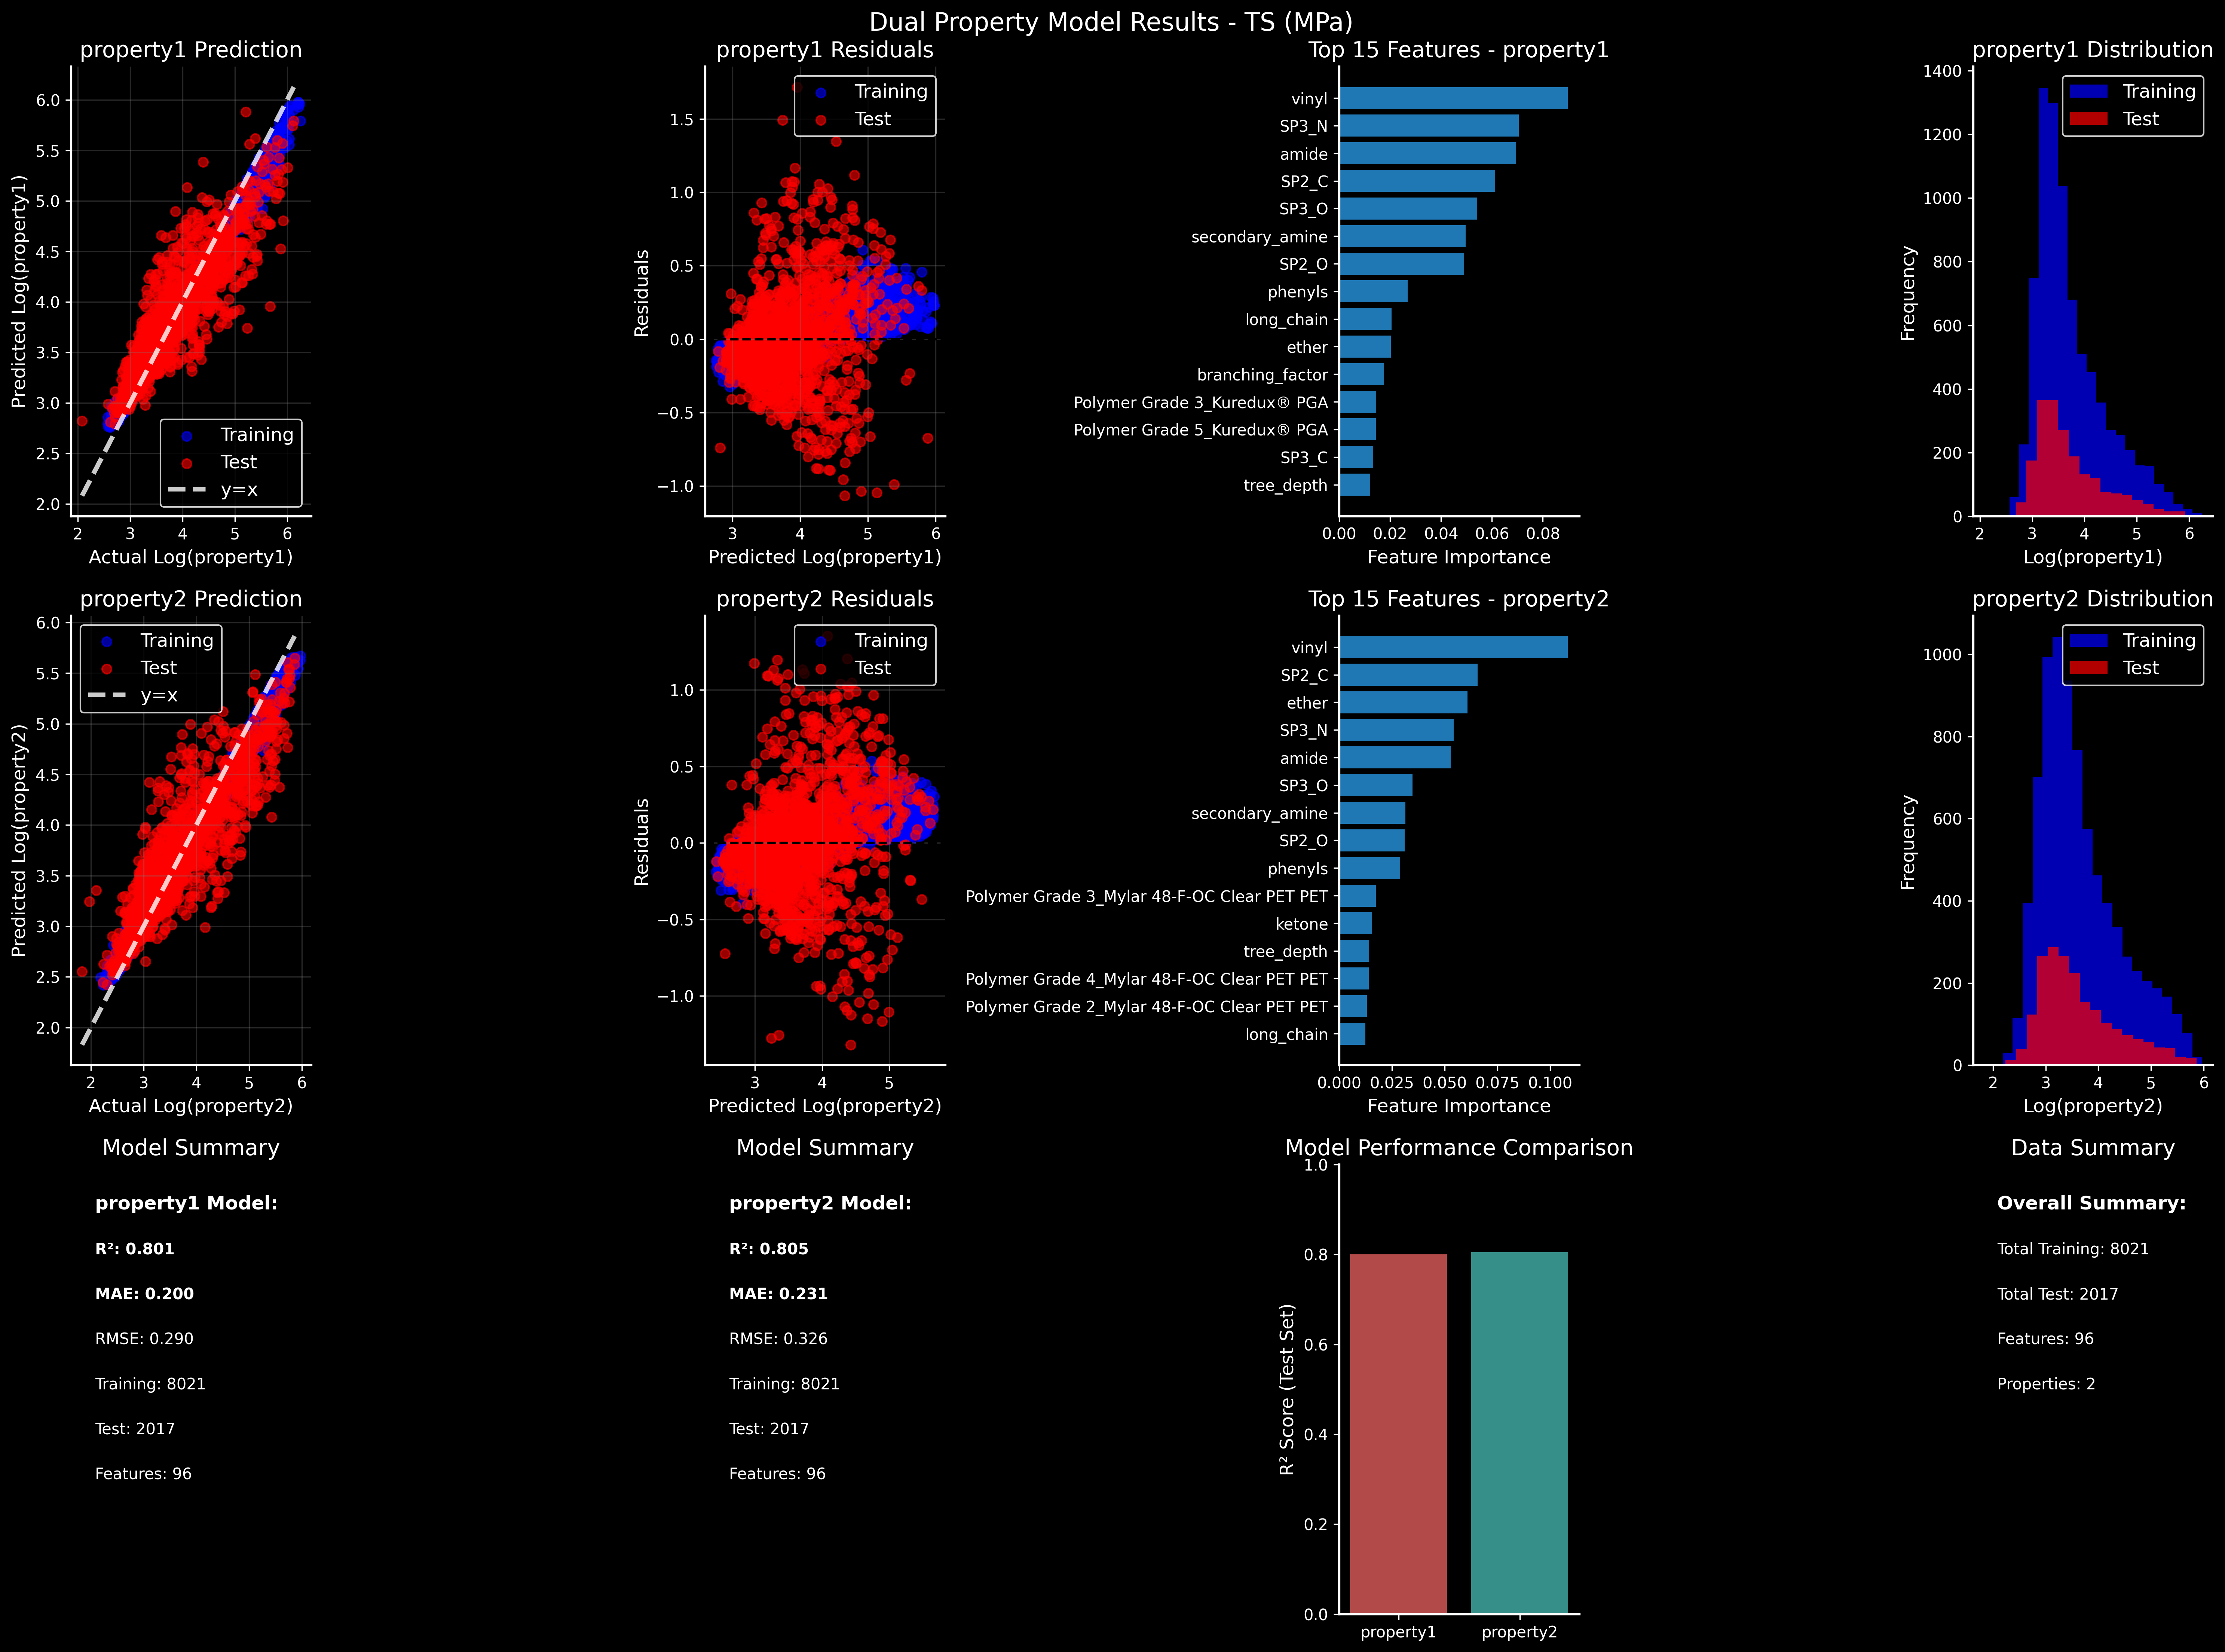 Dual Property Model Results - TS (MPa)
property1 Prediction
Predicted Log(property1)
6.0
5.5
5.0
4.5
4.0
3.5
3.0
2.5
2.0
Training
Test
y=x
2 3 4 5 6
Actual Log(property1)
property1 Residuals
Residuals
1.5
1.0
0.5
0.0
−0.5
−1.0
Training
Test
3 4 5 6
Predicted Log(property1)
Top 15 Features - property1
vinyl
SP3_N
amide
SP2_C
SP3_O
secondary_amine
SP2_O
phenyls
long_chain
ether
branching_factor
Polymer Grade 3_Kuredux® PGA
Polymer Grade 5_Kuredux® PGA
SP3_C
tree_depth
0.00 0.02 0.04 0.06 0.08
Feature Importance
property1 Distribution
Frequency
1400
1200
1000
800
600
400
200
0
Training
Test
2 3 4 5 6
Log(property1)
property2 Prediction
Predicted Log(property2)
6.0
5.5
5.0
4.5
4.0
3.5
3.0
2.5
2.0
Training
Test
y=x
2 3 4 5 6
Actual Log(property2)
property2 Residuals
Residuals
1.0
0.5
0.0
−0.5
−1.0
Training
Test
3 4 5
Predicted Log(property2)
Top 15 Features - property2
vinyl
SP2_C
ether
SP3_N
amide
SP3_O
secondary_amine
SP2_O
phenyls
Polymer Grade 3_Mylar 48-F-OC Clear PET PET
ketone
tree_depth
Polymer Grade 4_Mylar 48-F-OC Clear PET PET
Polymer Grade 2_Mylar 48-F-OC Clear PET PET
long_chain
0.000 0.025 0.050 0.075 0.100
Feature Importance
property2 Distribution
Frequency
1000
800
600
400
200
0
Training
Test
2 3 4 5 6
Log(property2)
Model Summary
property1 Model:
R²: 0.801
MAE: 0.200
RMSE: 0.290
Training: 8021
Test: 2017
Features: 96
Model Summary
property2 Model:
R²: 0.805
MAE: 0.231
RMSE: 0.326
Training: 8021
Test: 2017
Features: 96
Model Performance Comparison
R² Score (Test Set)
1.0
0.8
0.6
0.4
0.2
0.0
property1 property2
Data Summary
Overall Summary:
Total Training: 8021
Total Test: 2017
Features: 96
Properties: 2